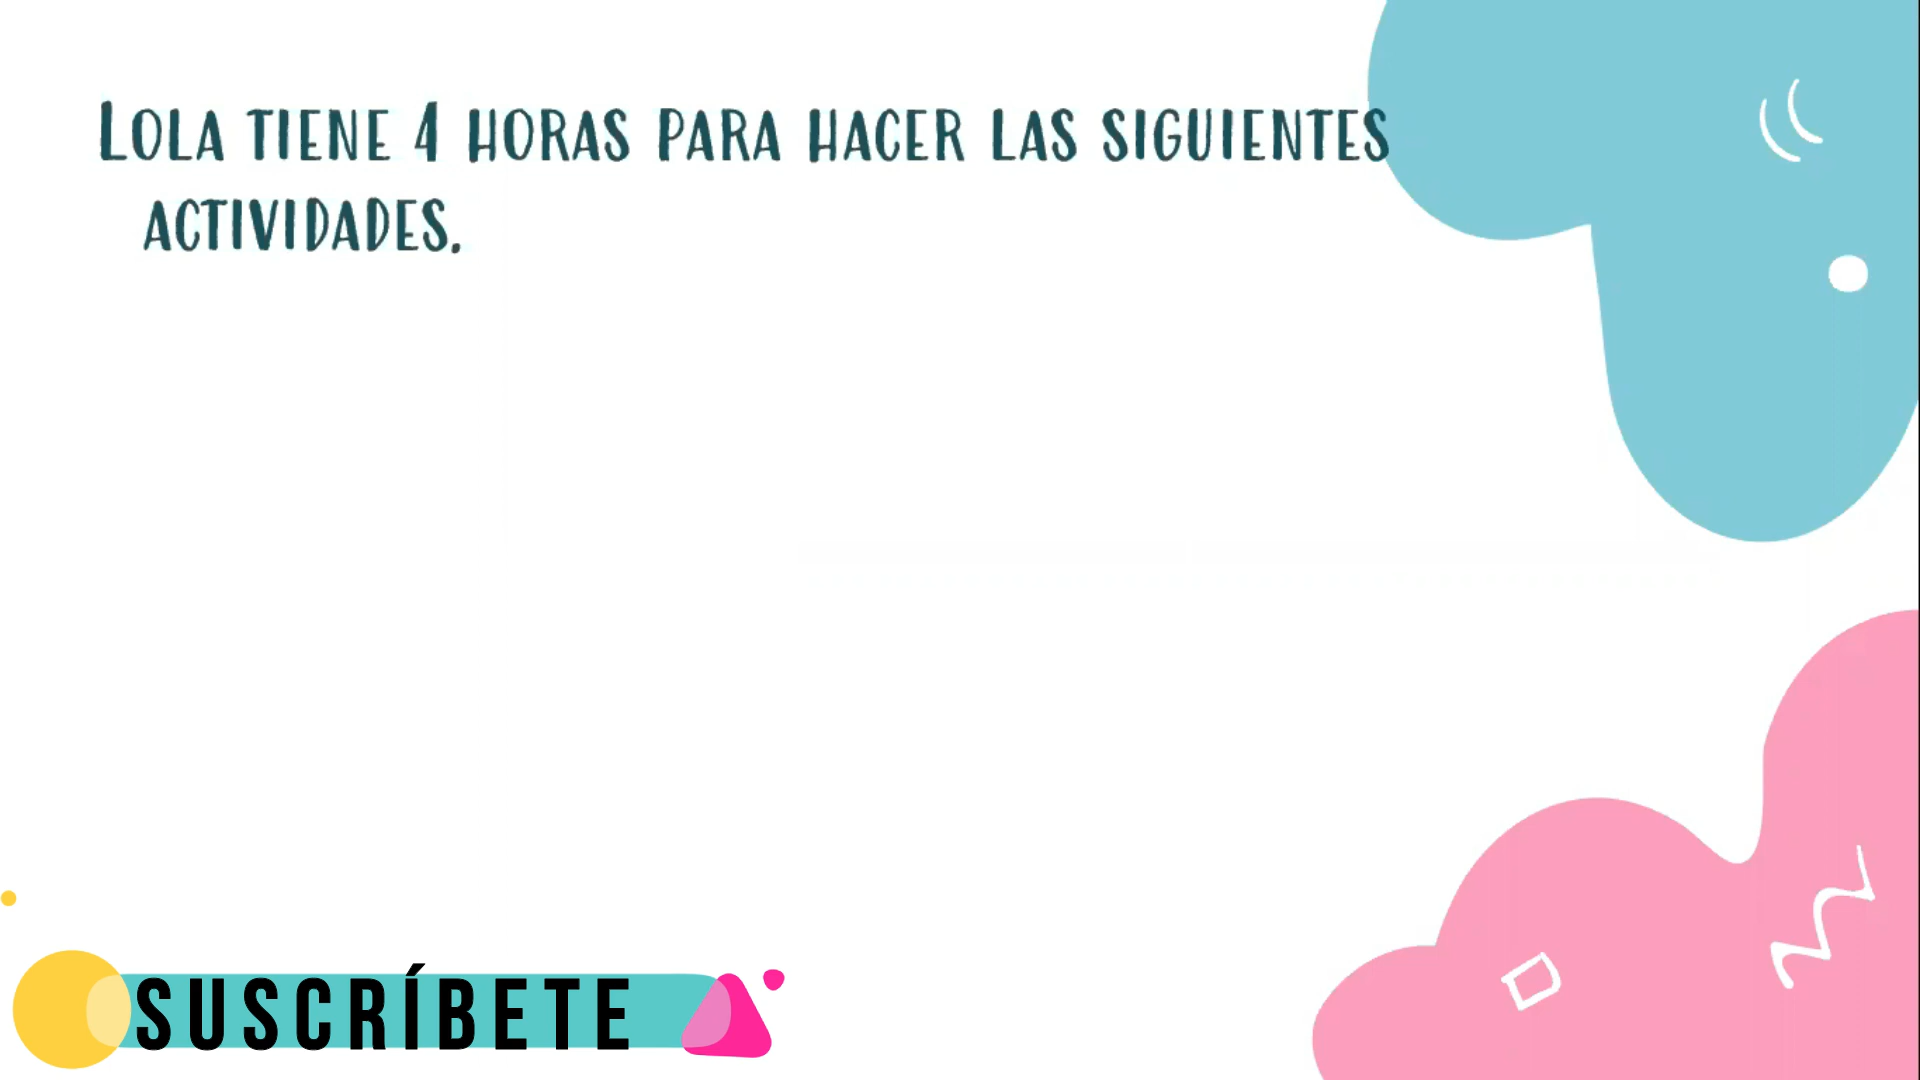 Lola tiene 4 horas para hacer las siguientes
actividades.
SUSCRÍBETE